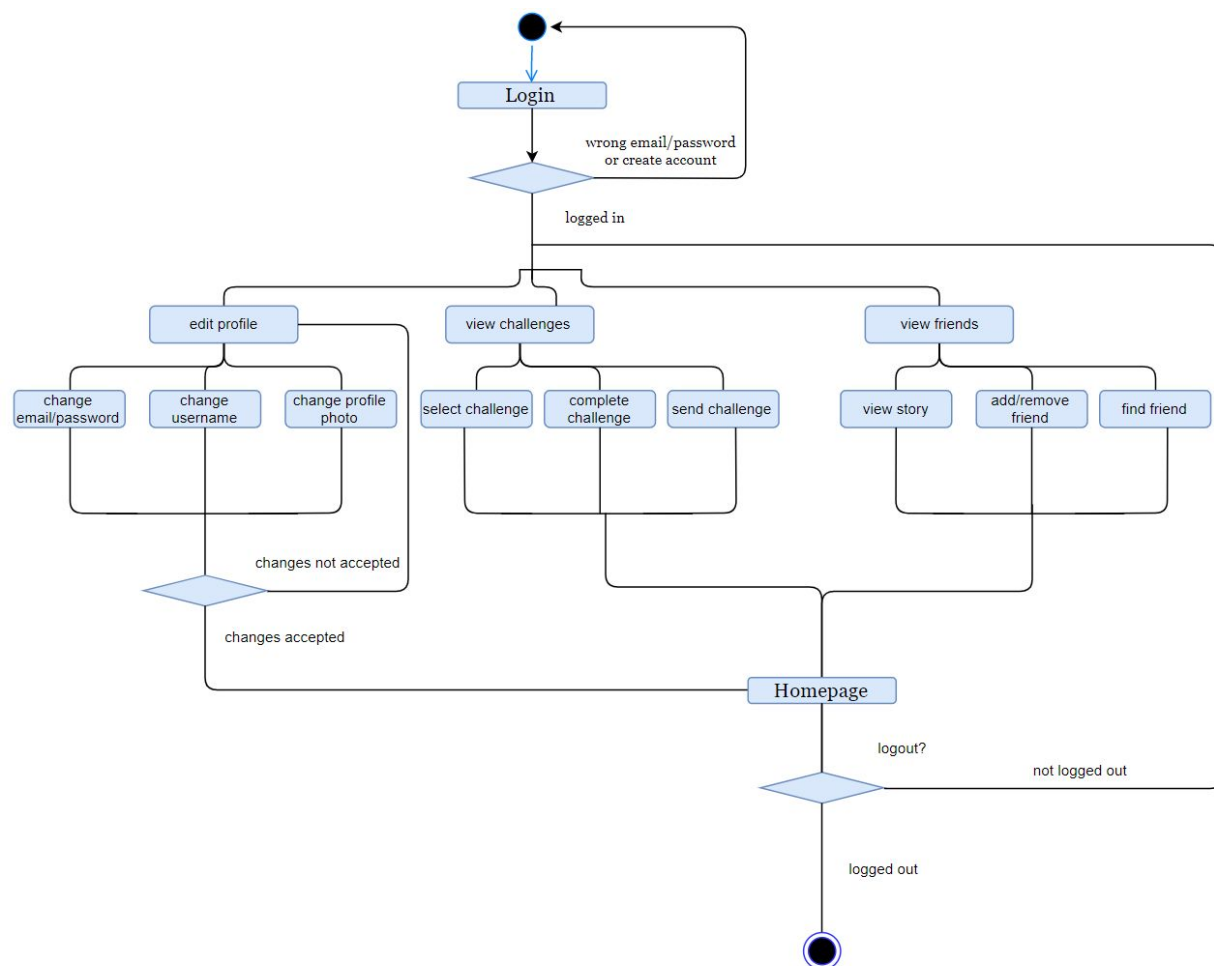 Login
wrong email/password
or create account
logged in
edit profile
view challenges
view friends
change
email/password
change
username
change profile
photo
select challenge
complete
challenge
send challenge
view story
add/remove
friend
find friend
changes not accepted
changes accepted
Homepage
logout?
not logged out
logged out